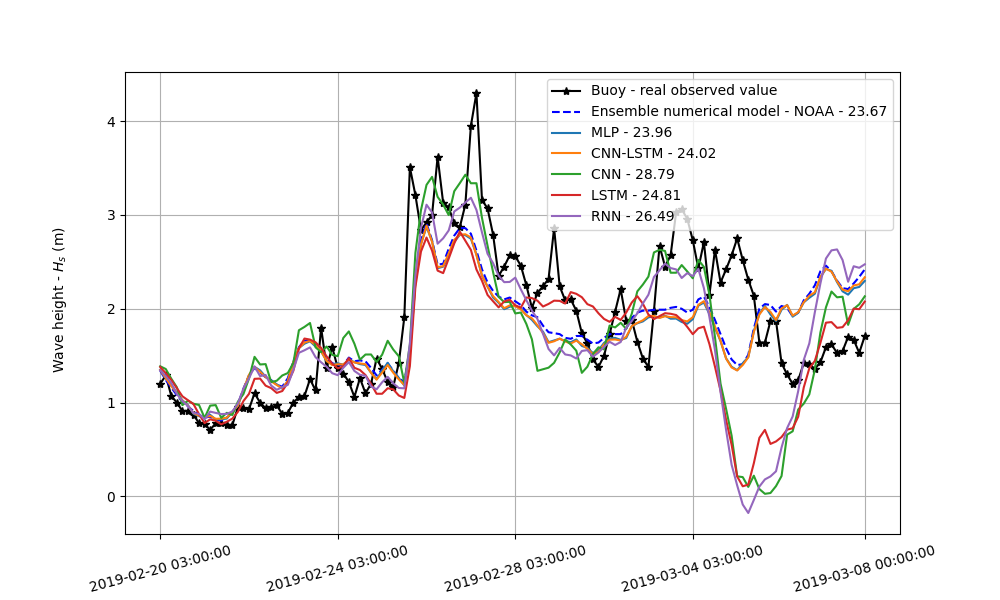 Buoy - real observed value
Ensemble numerical model - NOAA - 23.67
MLP - 23.96
CNN-LSTM - 24.02
CNN - 28.79
LSTM - 24.81
RNN - 26.49
Wave height - Hs (m)
4
3
2
1
0
2019-02-20 03:00:00
2019-02-24 03:00:00
2019-02-28 03:00:00
2019-03-04 03:00:00
2019-03-08 00:00:00